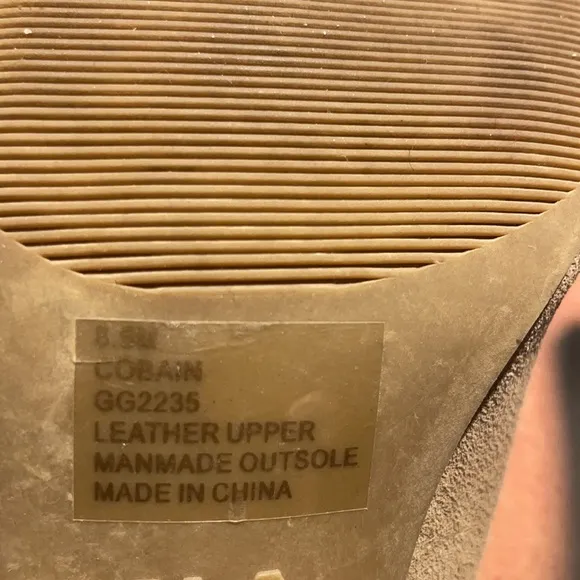 8.5M
COBAIN
GG2235
LEATHER UPPER
MANMADE OUTSOLE
MADE IN CHINA